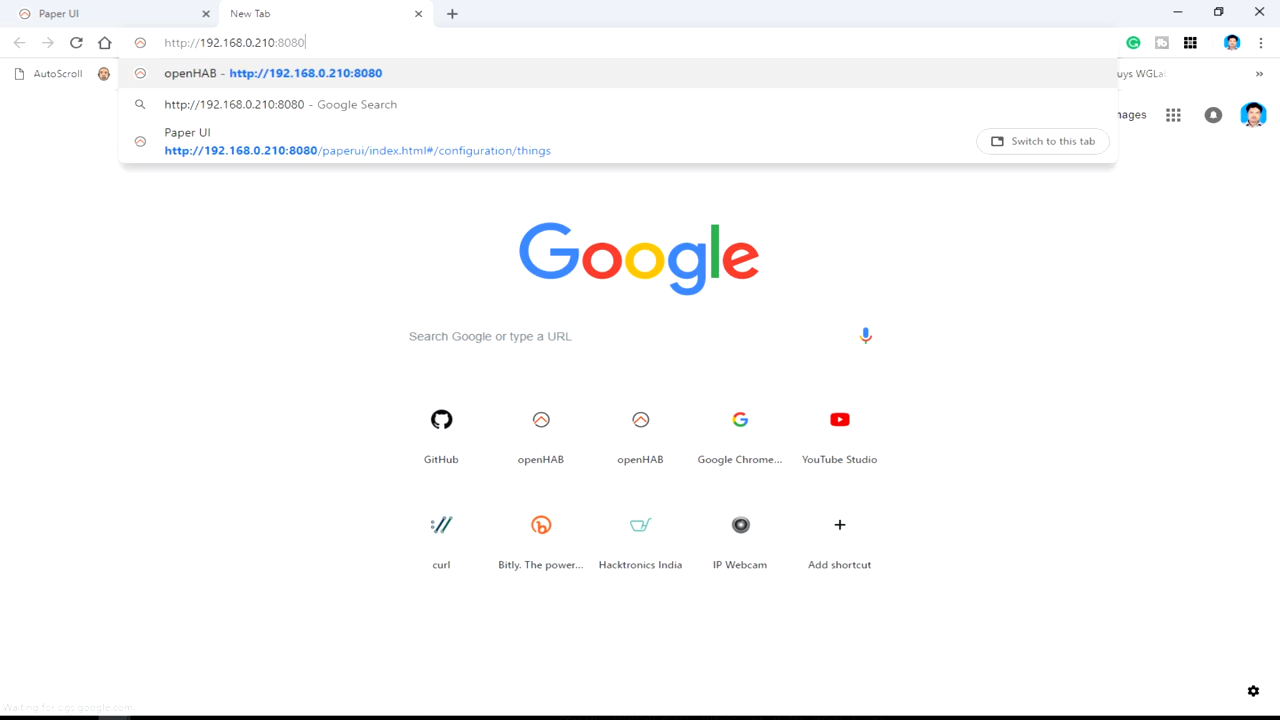 Paper UI
New Tab
http://192.168.0.210:8080
AutoScroll
openHAB - http://192.168.0.210:8080
http://192.168.0.210:8080 - Google Search
Paper UI
http://192.168.0.210:8080/paperui/index.html#/configuration/things
Switch to this tab
Google
Search Google or type a URL
GitHub
openHAB
openHAB
Google Chrome...
YouTube Studio
curl
Bitly. The power...
Hacktronics India
IP Webcam
Add shortcut